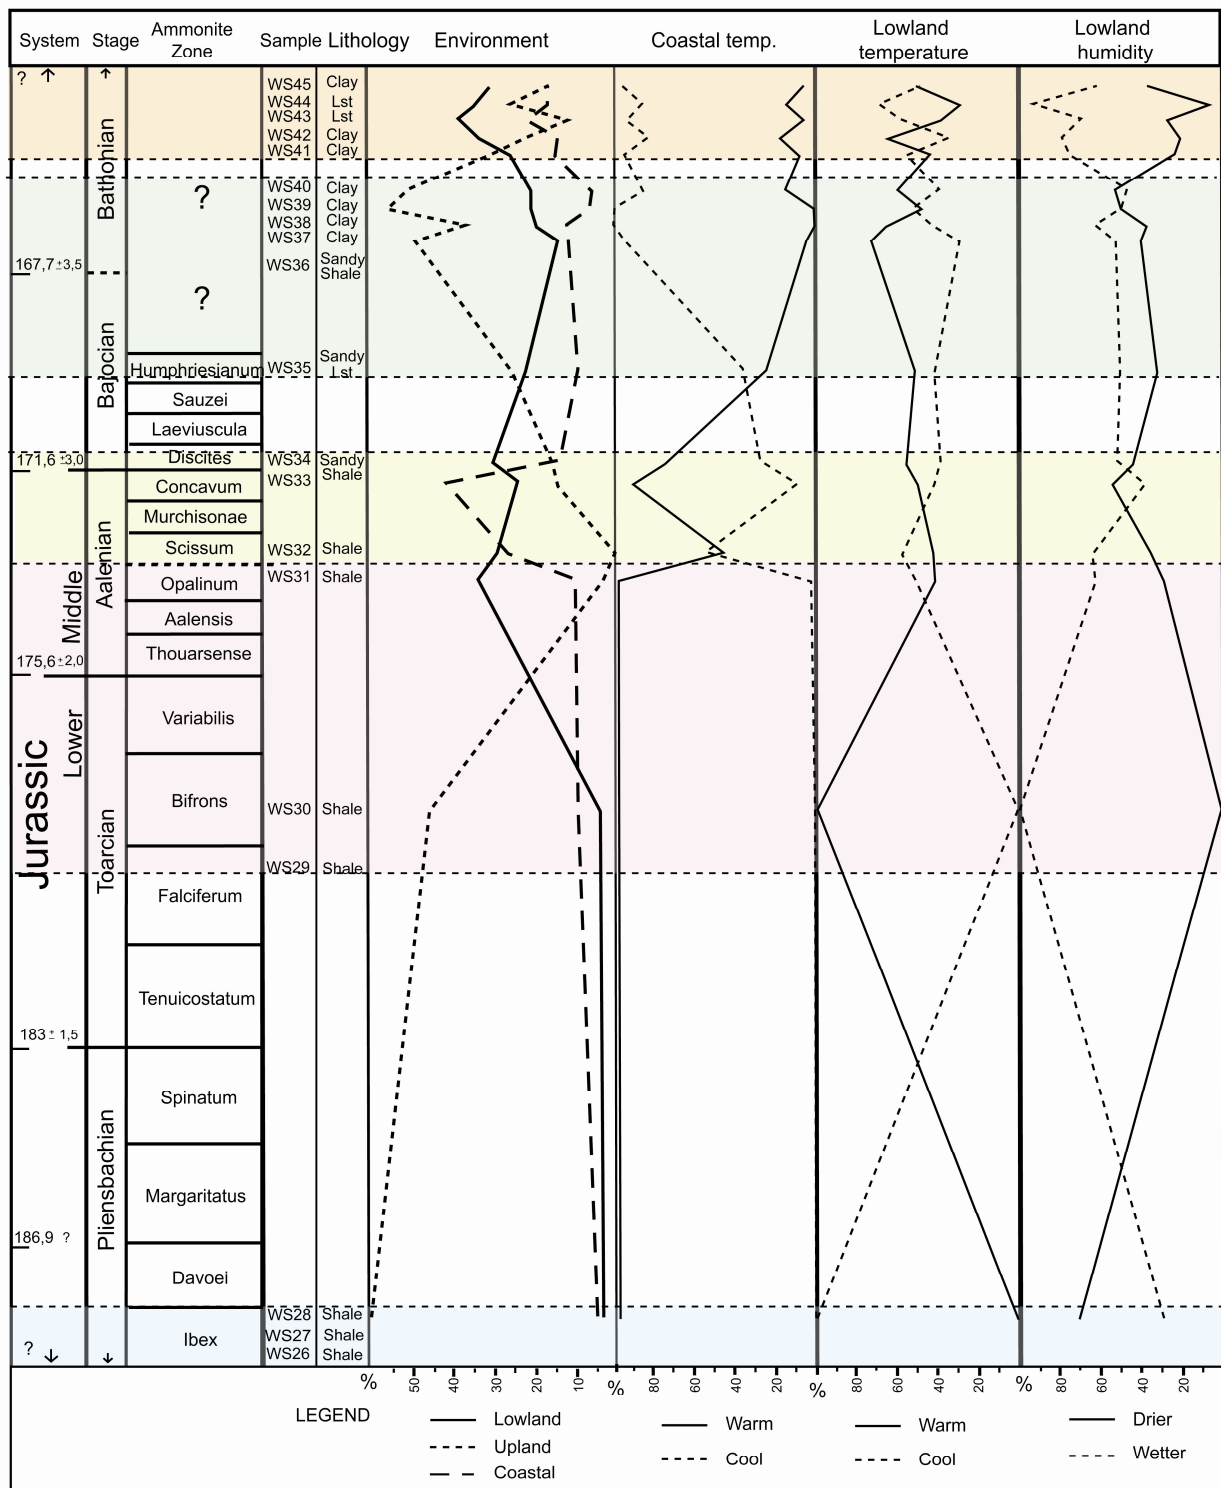 System Stage Ammonite Zone Sample Lithology Environment Coastal temp. Lowland temperature Lowland humidity
?
WS45 Clay
WS44 Lst
WS43 Lst
WS42 Clay
WS41 Clay
Bathonian
?
WS40 Clay
WS39 Clay
WS38 Clay
WS37 Clay
167,7 ±3,5
WS36 Sandy Shale
?
Bajocian
Humphriesianum WS35 Sandy Lst
Sauzei
Laeviuscula
171,6 ±3,0
Discites WS34 Sandy
Concavum WS33 Shale
Murchisonae
Aalenian
Scissum WS32 Shale
Opalinum WS31 Shale
Middle
Aalensis
175,6 ±2,0
Thouarsense
Variabilis
Lower
Jurassic
Bifrons WS30 Shale
Toarcian
WS29 Shale
Falciferum
Tenuicostatum
183 ± 1,5
Spinatum
Pliensbachian
Margaritatus
186,9 ?
Davoei
WS28 Shale
Ibex WS27 Shale
?
WS26 Shale
% 50 40 30 20 10 % 80 60 40 20 % 80 60 40 20 % 80 60 40 20
LEGEND
Lowland
Upland
Coastal
Warm
Cool
Warm
Cool
Drier
Wetter